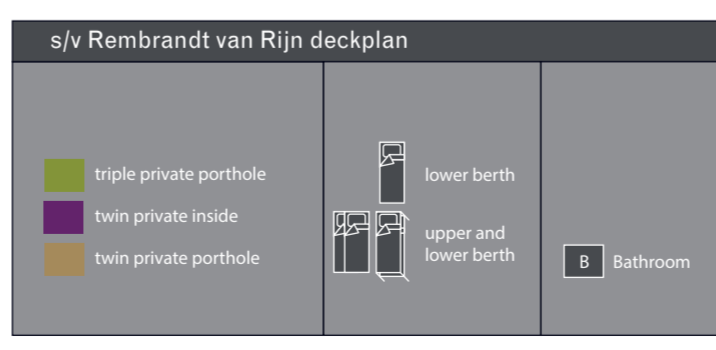 s/v Rembrandt van Rijn deckplan
triple private porthole
twin private inside
twin private porthole
lower berth
upper and
lower berth
B Bathroom